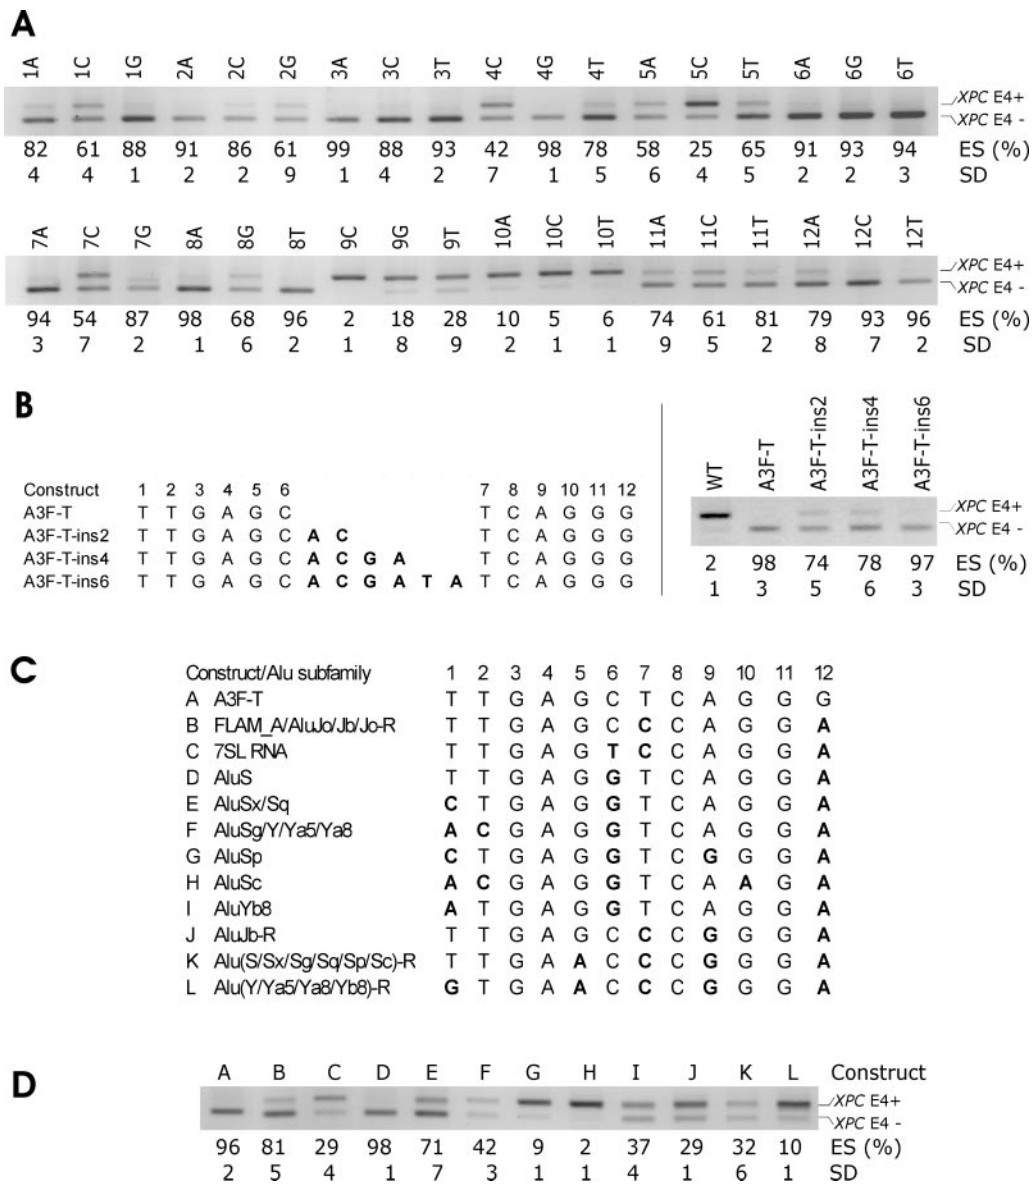 A
1A 1C 1G 2A 2C 2G 3A 3C 3T 4C 4G 4T 5A 5C 5T 6A 6G 6T
XPC E4+
XPC E4 -
82 61 88 91 86 61 99 88 93 42 98 78 58 25 65 91 93 94 ES (%)
4 4 1 2 2 9 1 4 2 7 1 5 6 4 5 2 2 3 SD
7A 7C 7G 8A 8G 8T 9C 9G 9T 10A 10C 10T 11A 11C 11T 12A 12C 12T
XPC E4+
XPC E4 -
94 54 87 98 68 96 2 18 28 10 5 6 74 61 81 79 93 96 ES (%)
3 7 2 1 6 2 1 8 9 2 1 1 9 5 2 8 7 2 SD
B
Construct 1 2 3 4 5 6 7 8 9 10 11 12
A3F-T T T G A G C T C A G G G
A3F-T-ins2 T T G A G C A C T C A G G G
A3F-T-ins4 T T G A G C A C G A T C A G G G
A3F-T-ins6 T T G A G C A C G A T A T C A G G G
WT A3F-T A3F-T-ins2 A3F-T-ins4 A3F-T-ins6
XPC E4+
XPC E4 -
2 98 74 78 97 ES (%)
1 3 5 6 3 SD
C
Construct/Alu subfamily 1 2 3 4 5 6 7 8 9 10 11 12
A A3F-T T T G A G C T C A G G G
B FLAM_A/AluJo/Jb/Jo-R T T G A G C C C A G G A
C 7SL RNA T T G A G T C C A G G A
D AluS T T G A G G T C A G G A
E AluSx/Sq C T G A G G T C A G G A
F AluSg/Y/Ya5/Ya8 A C G A G G T C A G G A
G AluSp C T G A G G T C G G G A
H AluSc A C G A G G T C A A G A
I AluYb8 A T G A G G T C A G G A
J AluJb-R T T G A G C C C G G G A
K Alu(S/Sx/Sg/Sq/Sp/Sc)-R T T G A A C C C G G G A
L Alu(Y/Ya5/Ya8/Yb8)-R G T G A A C C C G G G A
D
A B C D E F G H I J K L Construct
XPC E4+
XPC E4 -
96 81 29 98 71 42 9 2 37 29 32 10 ES (%)
2 5 4 1 7 3 1 1 4 1 6 1 SD